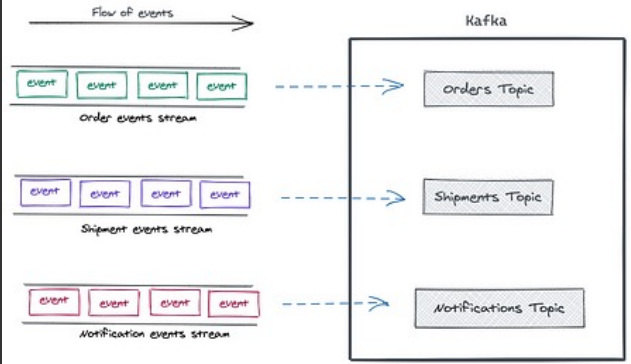 Flow of events
Kafka
event event event event
Orders Topic
Order events stream
event event event event
Shipments Topic
Shipment events stream
event event event event
Notifications Topic
Notification events stream